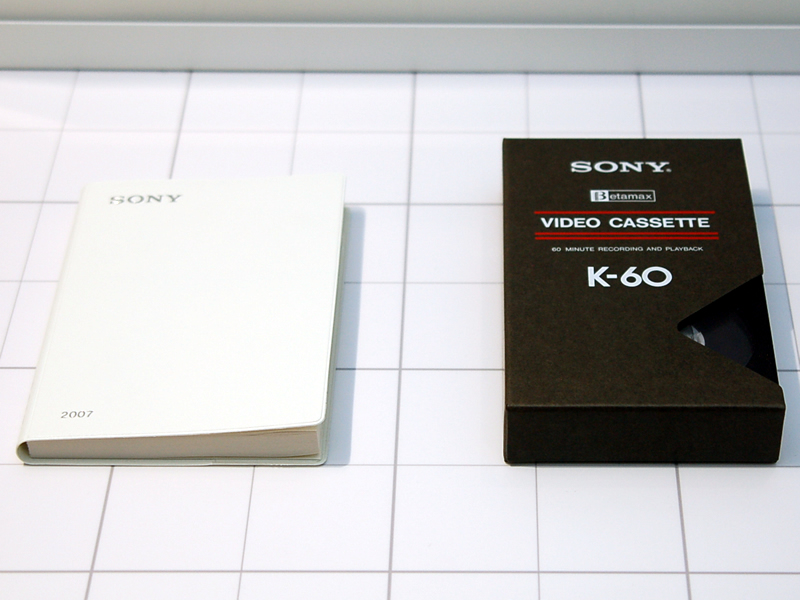 SONY
2007
SONY
Betamax
VIDEO CASSETTE
60 MINUTE RECORDING AND PLAYBACK
K-60